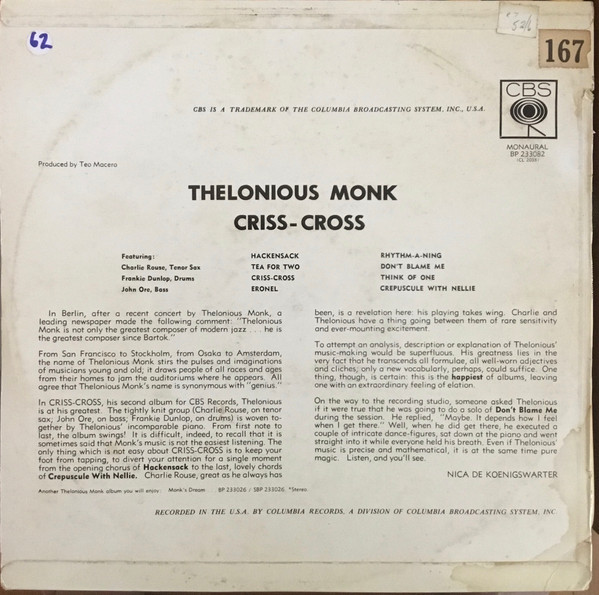 62
52/6
167
CBS
CBS IS A TRADEMARK OF THE COLUMBIA BROADCASTING SYSTEM, INC., U.S.A.
MONAURAL
BP 233082
(CL 2038)
Produced by Teo Macero
THELONIOUS MONK
CRISS-CROSS
Featuring:
Charlie Rouse, Tenor Sax
Frankie Dunlop, Drums
John Ore, Bass
HACKENSACK
TEA FOR TWO
CRISS-CROSS
ERONEL
RHYTHM-A-NING
DON'T BLAME ME
THINK OF ONE
CREPUSCULE WITH NELLIE
In Berlin, after a recent concert by Thelonious Monk, a
leading newspaper made the following comment: "Thelonious
Monk is not only the greatest composer of modern jazz ... he is
the greatest composer since Bartok."
From San Francisco to Stockholm, from Osaka to Amsterdam,
the name of Thelonious Monk stirs the pulses and imaginations
of musicians young and old; it draws people of all races and ages
from their homes to jam the auditoriums where he appears. All
agree that Thelonious Monk's name is synonymous with "genius."
In CRISS-CROSS, his second album for CBS Records, Thelonious
is at his greatest. The tightly knit group (Charlie Rouse, on tenor
sax; John Ore, on bass; Frankie Dunlop, on drums) is woven to-
gether by Thelonious' incomparable piano. From first note to
last, the album swings! It is difficult, indeed, to recall that it is
sometimes said that Monk's music is not the easiest listening. The
only thing which is not easy about CRISS-CROSS is to keep your
foot from tapping, to divert your attention for a single moment
from the opening chorus of Hackensack to the last, lovely chords
of Crepuscule With Nellie. Charlie Rouse, great as he always has
been, is a revelation here: his playing takes wing. Charlie and
Thelonious have a thing going between them of rare sensitivity
and ever-mounting excitement.
To attempt an analysis, description or explanation of Thelonious'
music-making would be superfluous. His greatness lies in the
very fact that he transcends all formulae, all well-worn adjectives
and cliches; only a new vocabulary, perhaps, could suffice. One
thing, though, is certain: this is the happiest of albums, leaving
one with an extraordinary feeling of elation.
On the way to the recording studio, someone asked Thelonious
if it were true that he was going to do a solo of Don't Blame Me
during the session. He replied, "Maybe. It depends how I feel
when I get there." Well, when he did get there, he executed a
couple of intricate dance-figures, sat down at the piano and went
straight into it while everyone held his breath. Even if Thelonious'
music is precise and mathematical, it is at the same time pure
magic. Listen, and you'll see.
NICA DE KOENIGSWARTER
Another Thelonious Monk album you will enjoy: Monk's Dream BP 233026 / SBP 233026. *Stereo.
RECORDED IN THE U.S.A. BY COLUMBIA RECORDS, A DIVISION OF COLUMBIA BROADCASTING SYSTEM, INC.